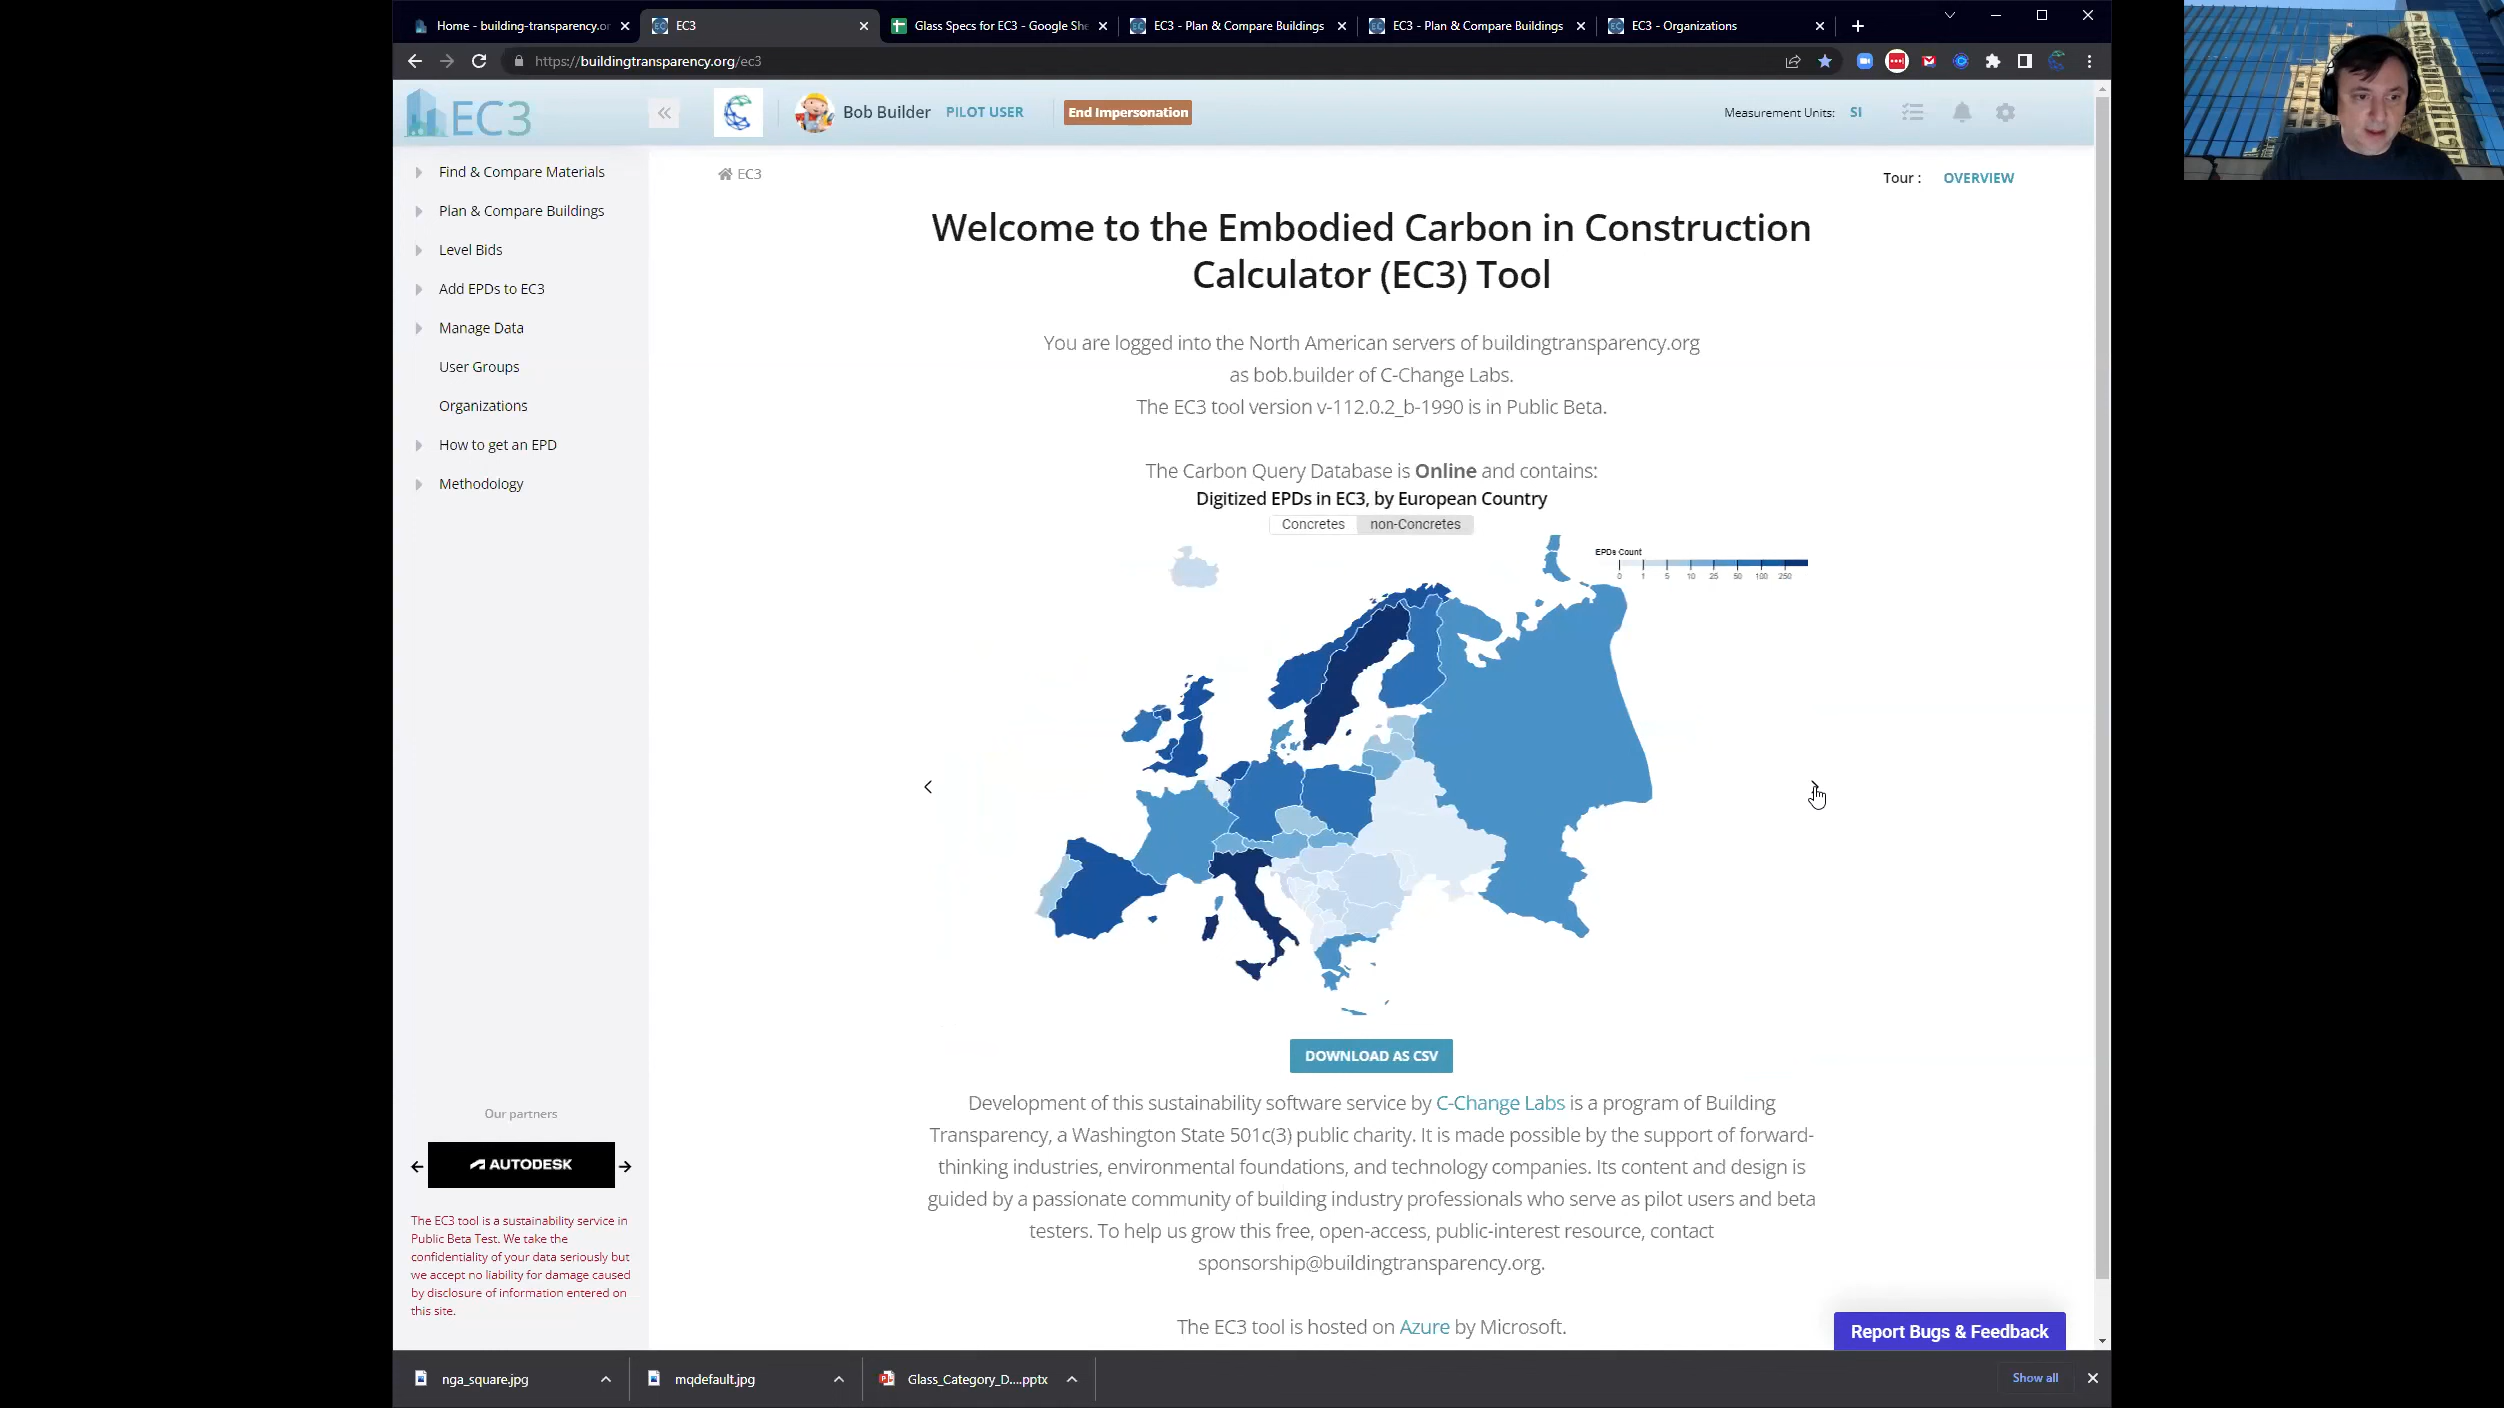 Home - building-transparency.or
EC3
Glass Specs for EC3 - Google She
EC3 - Plan & Compare Buildings
EC3 - Plan & Compare Buildings
EC3 - Organizations
https://buildingtransparency.org/ec3
EC3
Bob Builder
PILOT USER
End Impersonation
Measurement Units:
SI
Find & Compare Materials
Plan & Compare Buildings
Level Bids
Add EPDs to EC3
Manage Data
User Groups
Organizations
How to get an EPD
Methodology
Our partners
AUTODESK
The EC3 tool is a sustainability service in
Public Beta Test. We take the
confidentiality of your data seriously but
we accept no liability for damage caused
by disclosure of information entered on
this site.
EC3
Tour :
OVERVIEW
Welcome to the Embodied Carbon in Construction
Calculator (EC3) Tool
You are logged into the North American servers of buildingtransparency.org
as bob.builder of C-Change Labs.
The EC3 tool version v-112.0.2_b-1990 is in Public Beta.
The Carbon Query Database is Online and contains:
Digitized EPDs in EC3, by European Country
Concretes
non-Concretes
EPDs Count
0 1 5 10 25 50 100 250
DOWNLOAD AS CSV
Development of this sustainability software service by C-Change Labs is a program of Building
Transparency, a Washington State 501c(3) public charity. It is made possible by the support of forward-
thinking industries, environmental foundations, and technology companies. Its content and design is
guided by a passionate community of building industry professionals who serve as pilot users and beta
testers. To help us grow this free, open-access, public-interest resource, contact
sponsorship@buildingtransparency.org.
The EC3 tool is hosted on Azure by Microsoft.
Report Bugs & Feedback
nga_square.jpg
mqdefault.jpg
Glass_Category_D....pptx
Show all